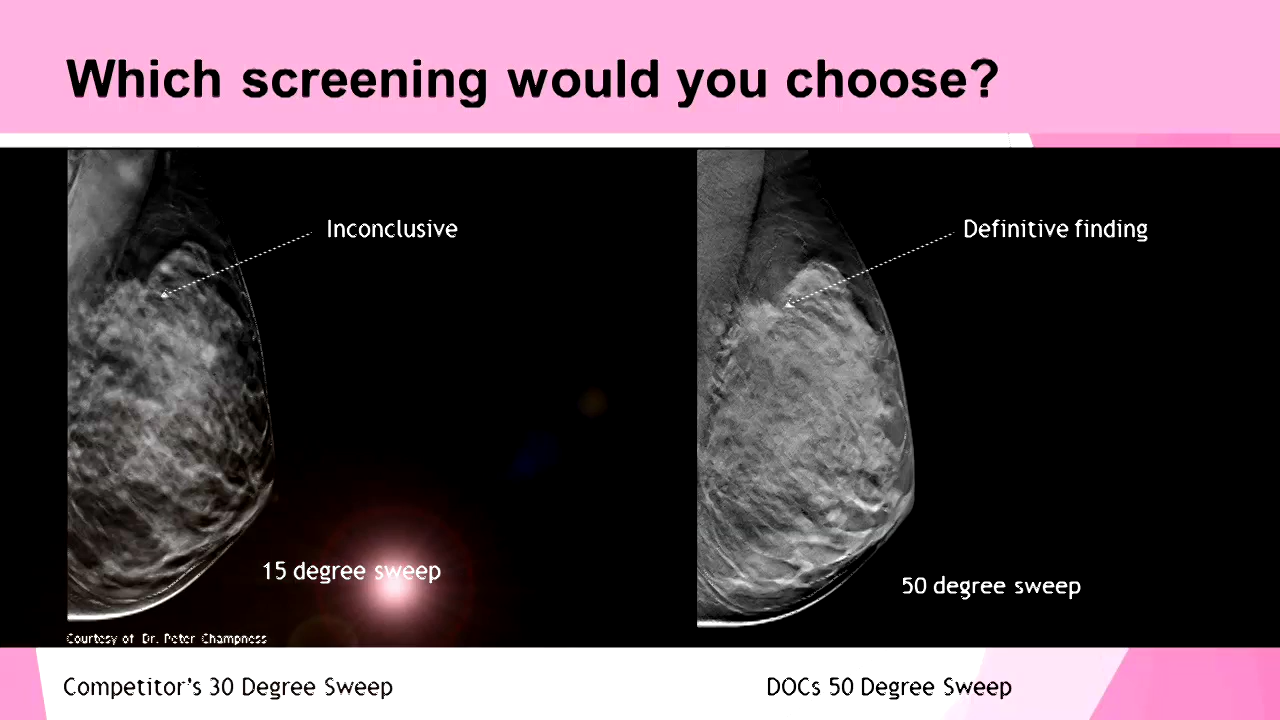 Which screening would you choose?
Inconclusive
Definitive finding
15 degree sweep
50 degree sweep
Courtesy of Dr. Peter Champness
Competitor's 30 Degree Sweep
DOCs 50 Degree Sweep